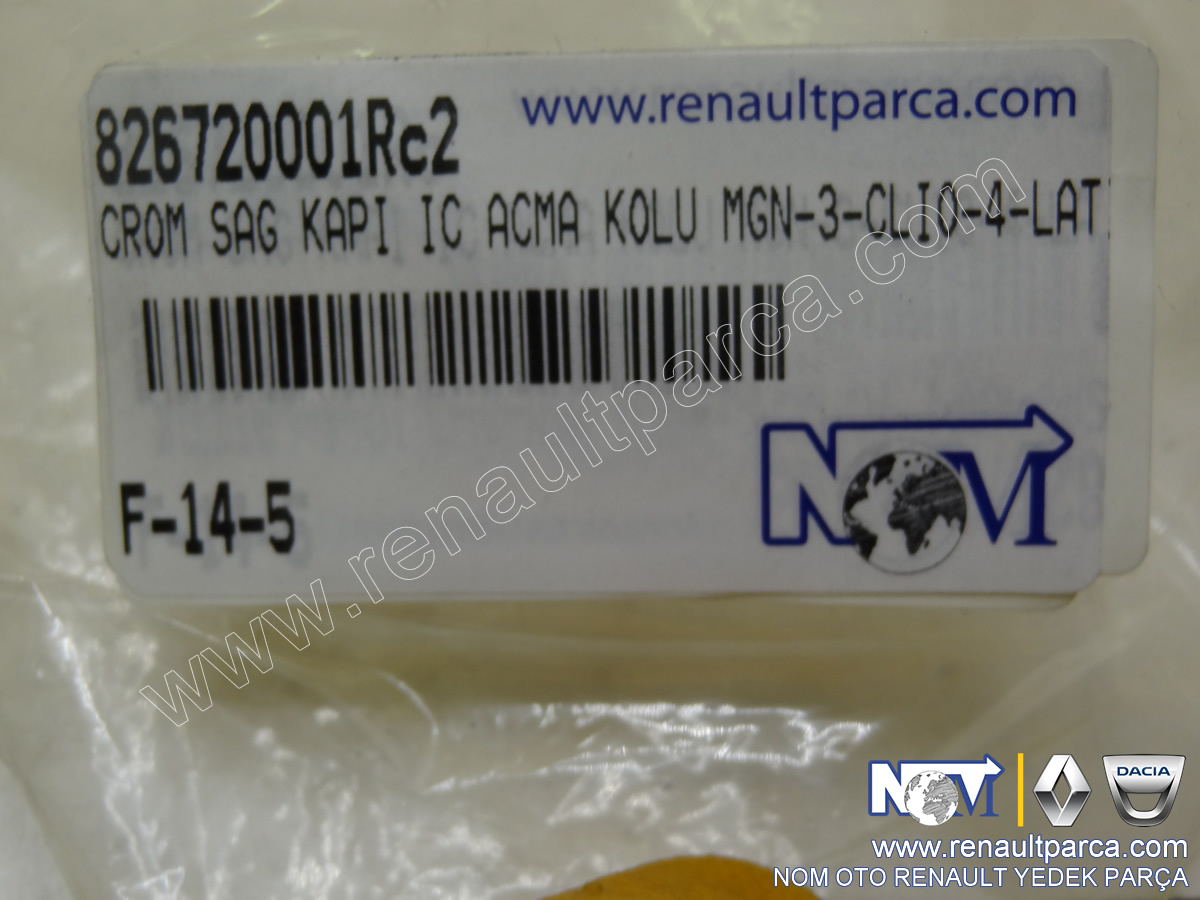 826720001Rc2
www.renaultparca.com
CROM SAG KAPI IC ACMA KOLU MGN-3-CLIO-4-LAT
F-14-5
NOM
www.renaultparca.com
NOM
DACIA
www.renaultparca.com
NOM OTO RENAULT YEDEK PARÇA